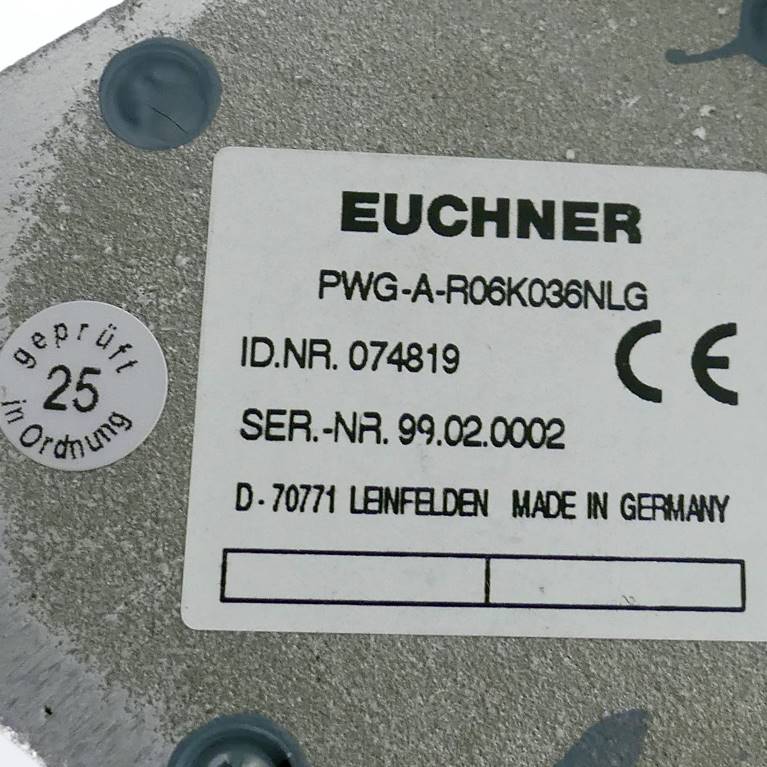 EUCHNER
PWG-A-R06K036NLG
ID.NR. 074819
CE
SER.-NR. 99.02.0002
D - 70771 LEINFELDEN MADE IN GERMANY
geprüft
25
in Ordnung